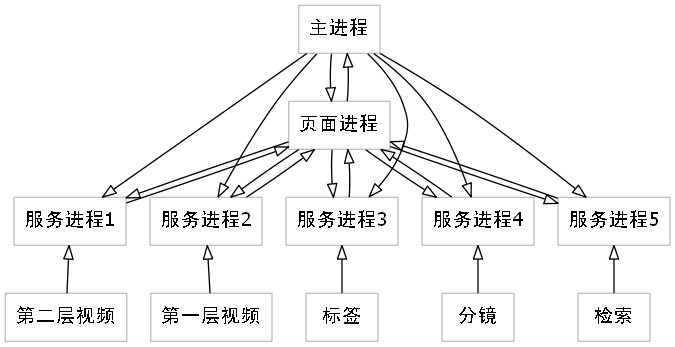 主进程
页面进程
服务进程1
服务进程2
服务进程3
服务进程4
服务进程5
第二层视频
第一层视频
标签
分镜
检索